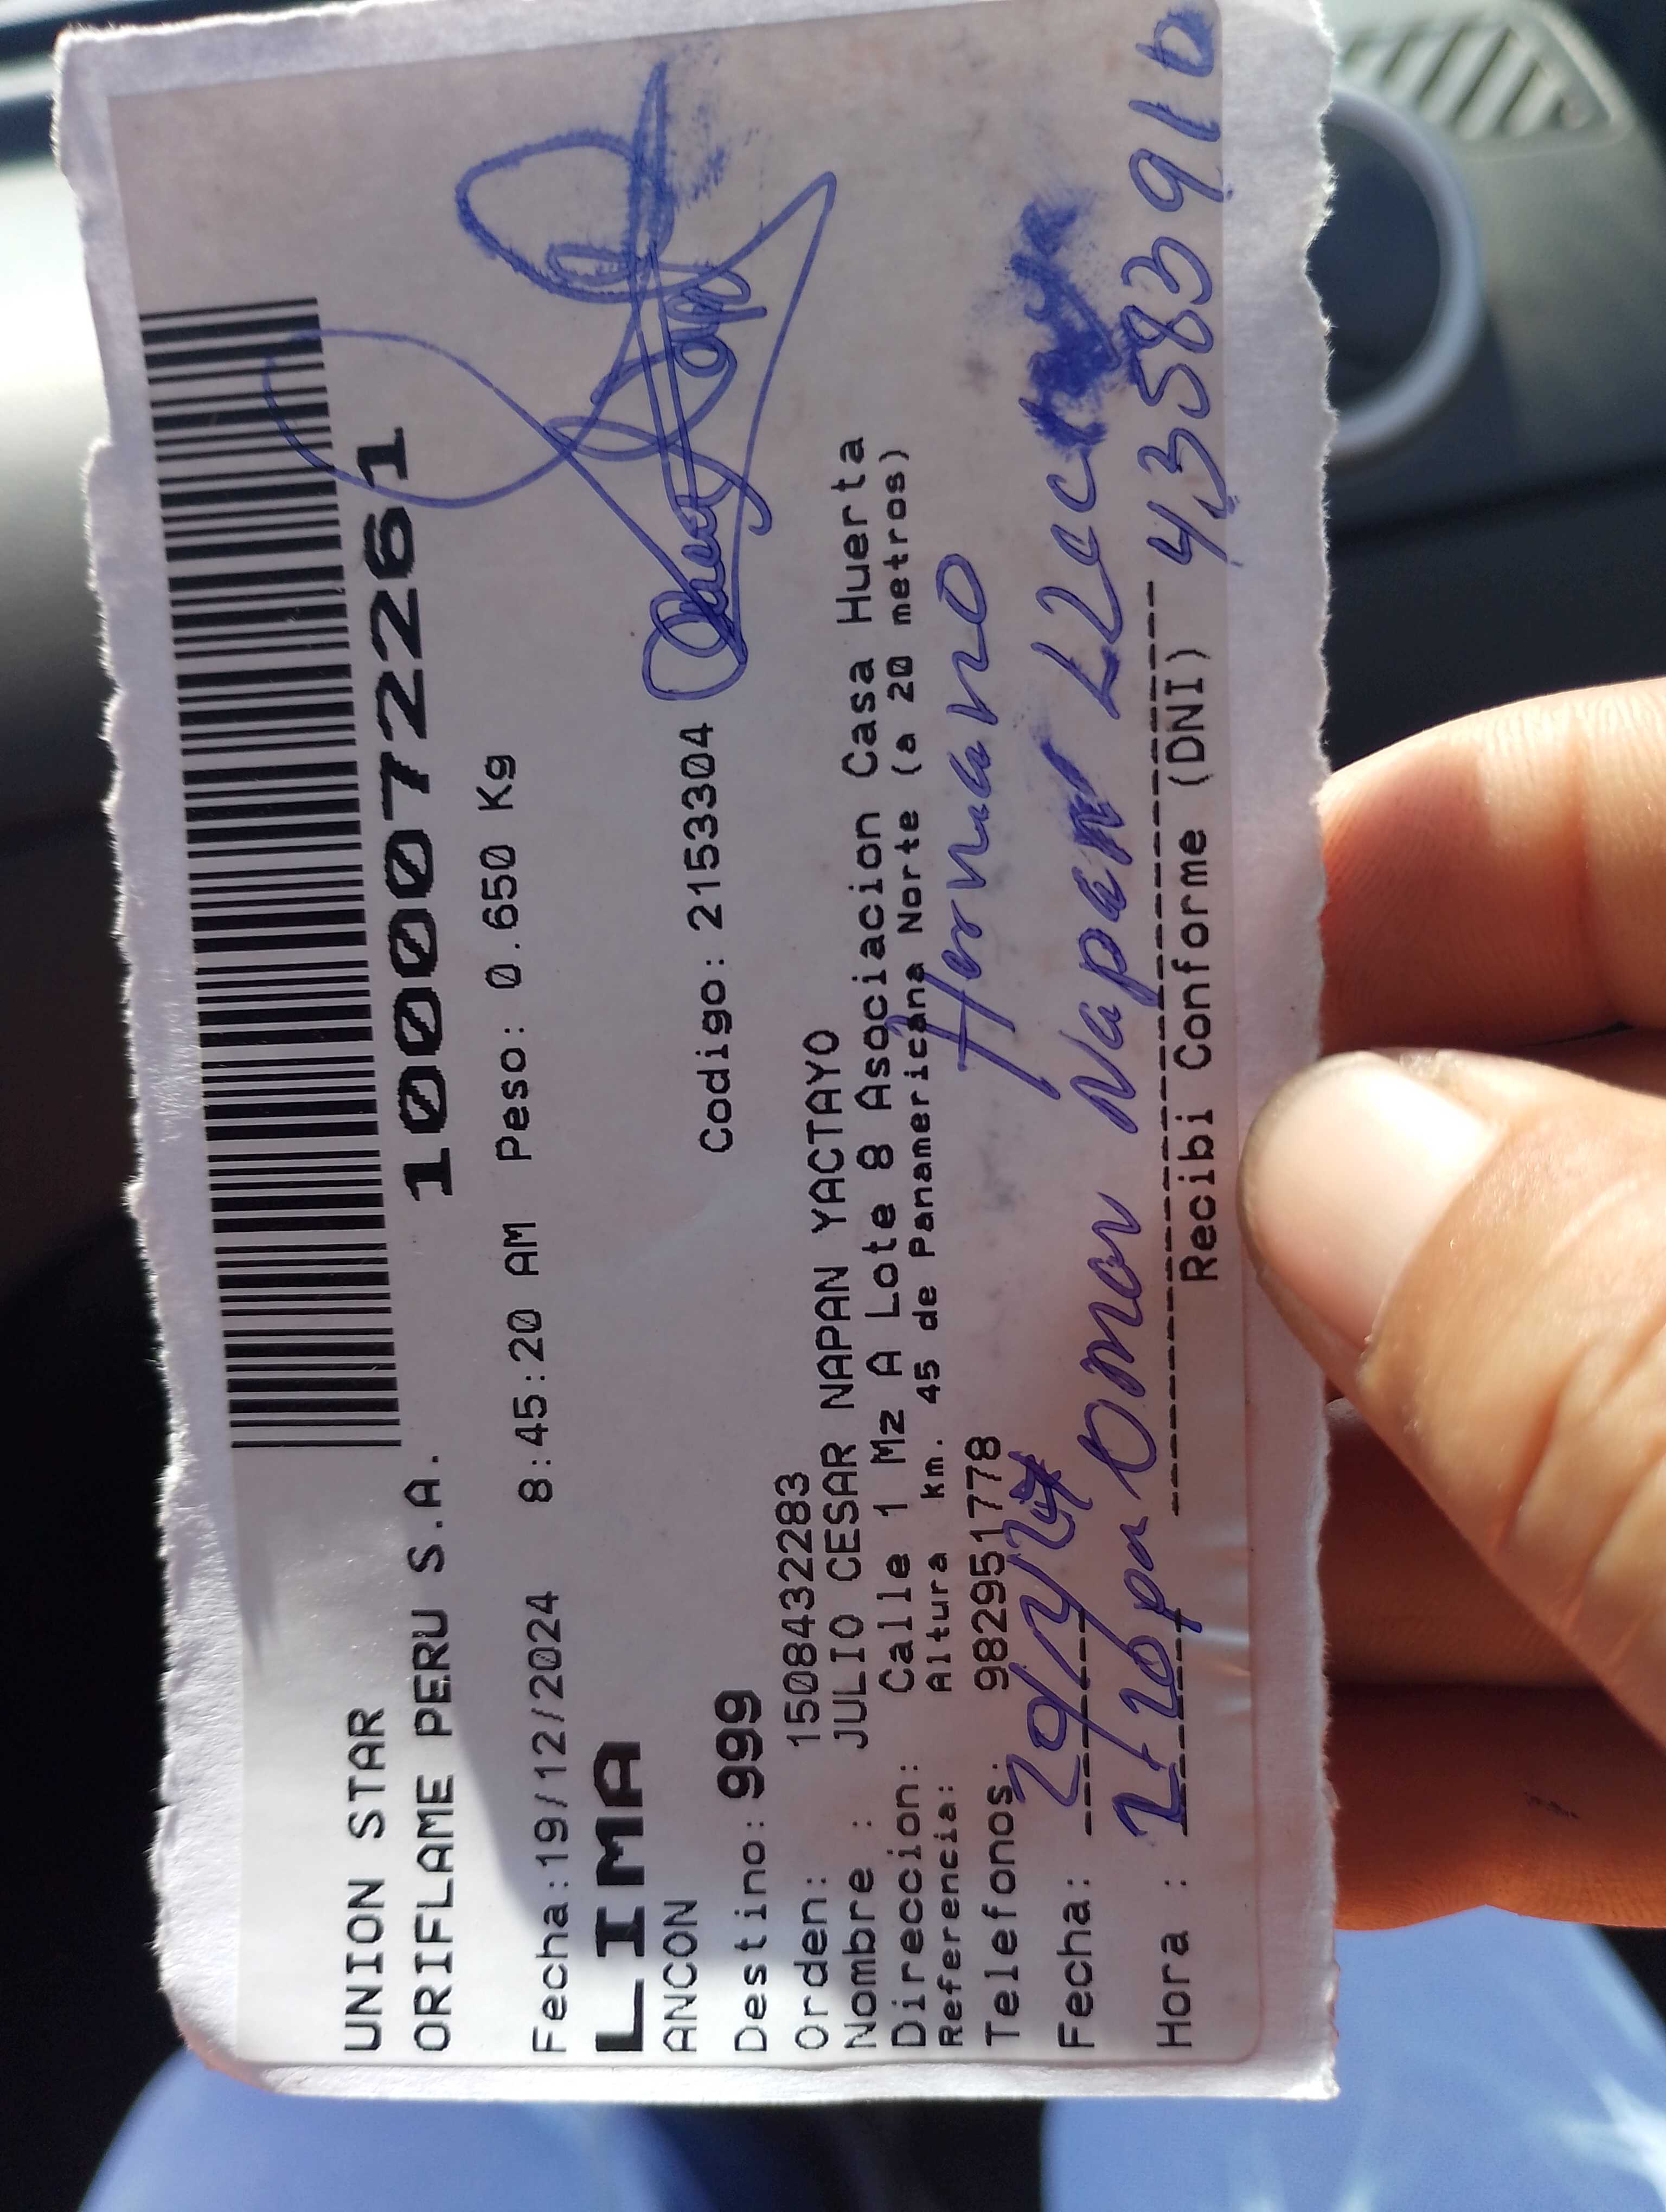 UNION STAR
ORIFLAME PERU S.A. 1000072261
Fecha:19/12/2024 8:45:20 AM Peso: 0.650 Kg
LIMA
ANCON
Destino: 999 Codigo: 2153304
Orden: 1508432283
Nombre : JULIO CESAR NAPAN YACTAYO
Direccion: Calle 1 Mz A Lote 8 Asociacion Casa Huerta
Referencia: Altura km. 45 de Panamericana Norte (a 20 metros)
Telefonos: 982951778
Hermano
Fecha: 20/12/24 Omar Napan
Hora : 43583916
Recibi Conforme (DNI)